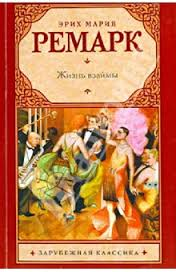 ЭРИХ МАРИЯ
РЕМАРК
Жизнь взаймы
ЗАРУБЕЖНАЯ КЛАССИКА